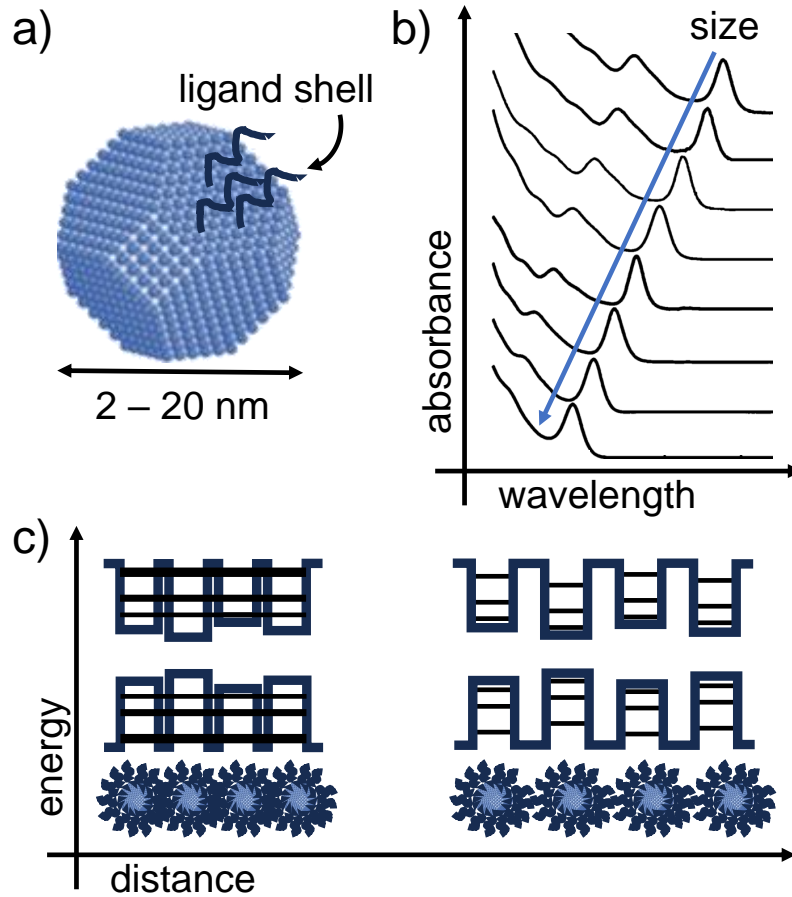 a)
ligand shell
2 – 20 nm
b)
size
absorbance
wavelength
c)
energy
distance